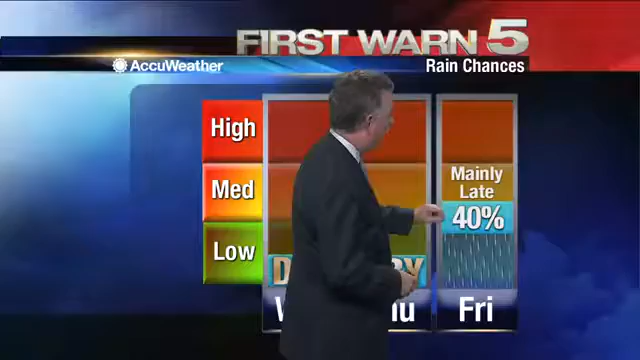 FIRST WARN 5
AccuWeather
Rain Chances
High
Med
Low
Mainly
Late
40%
Fri